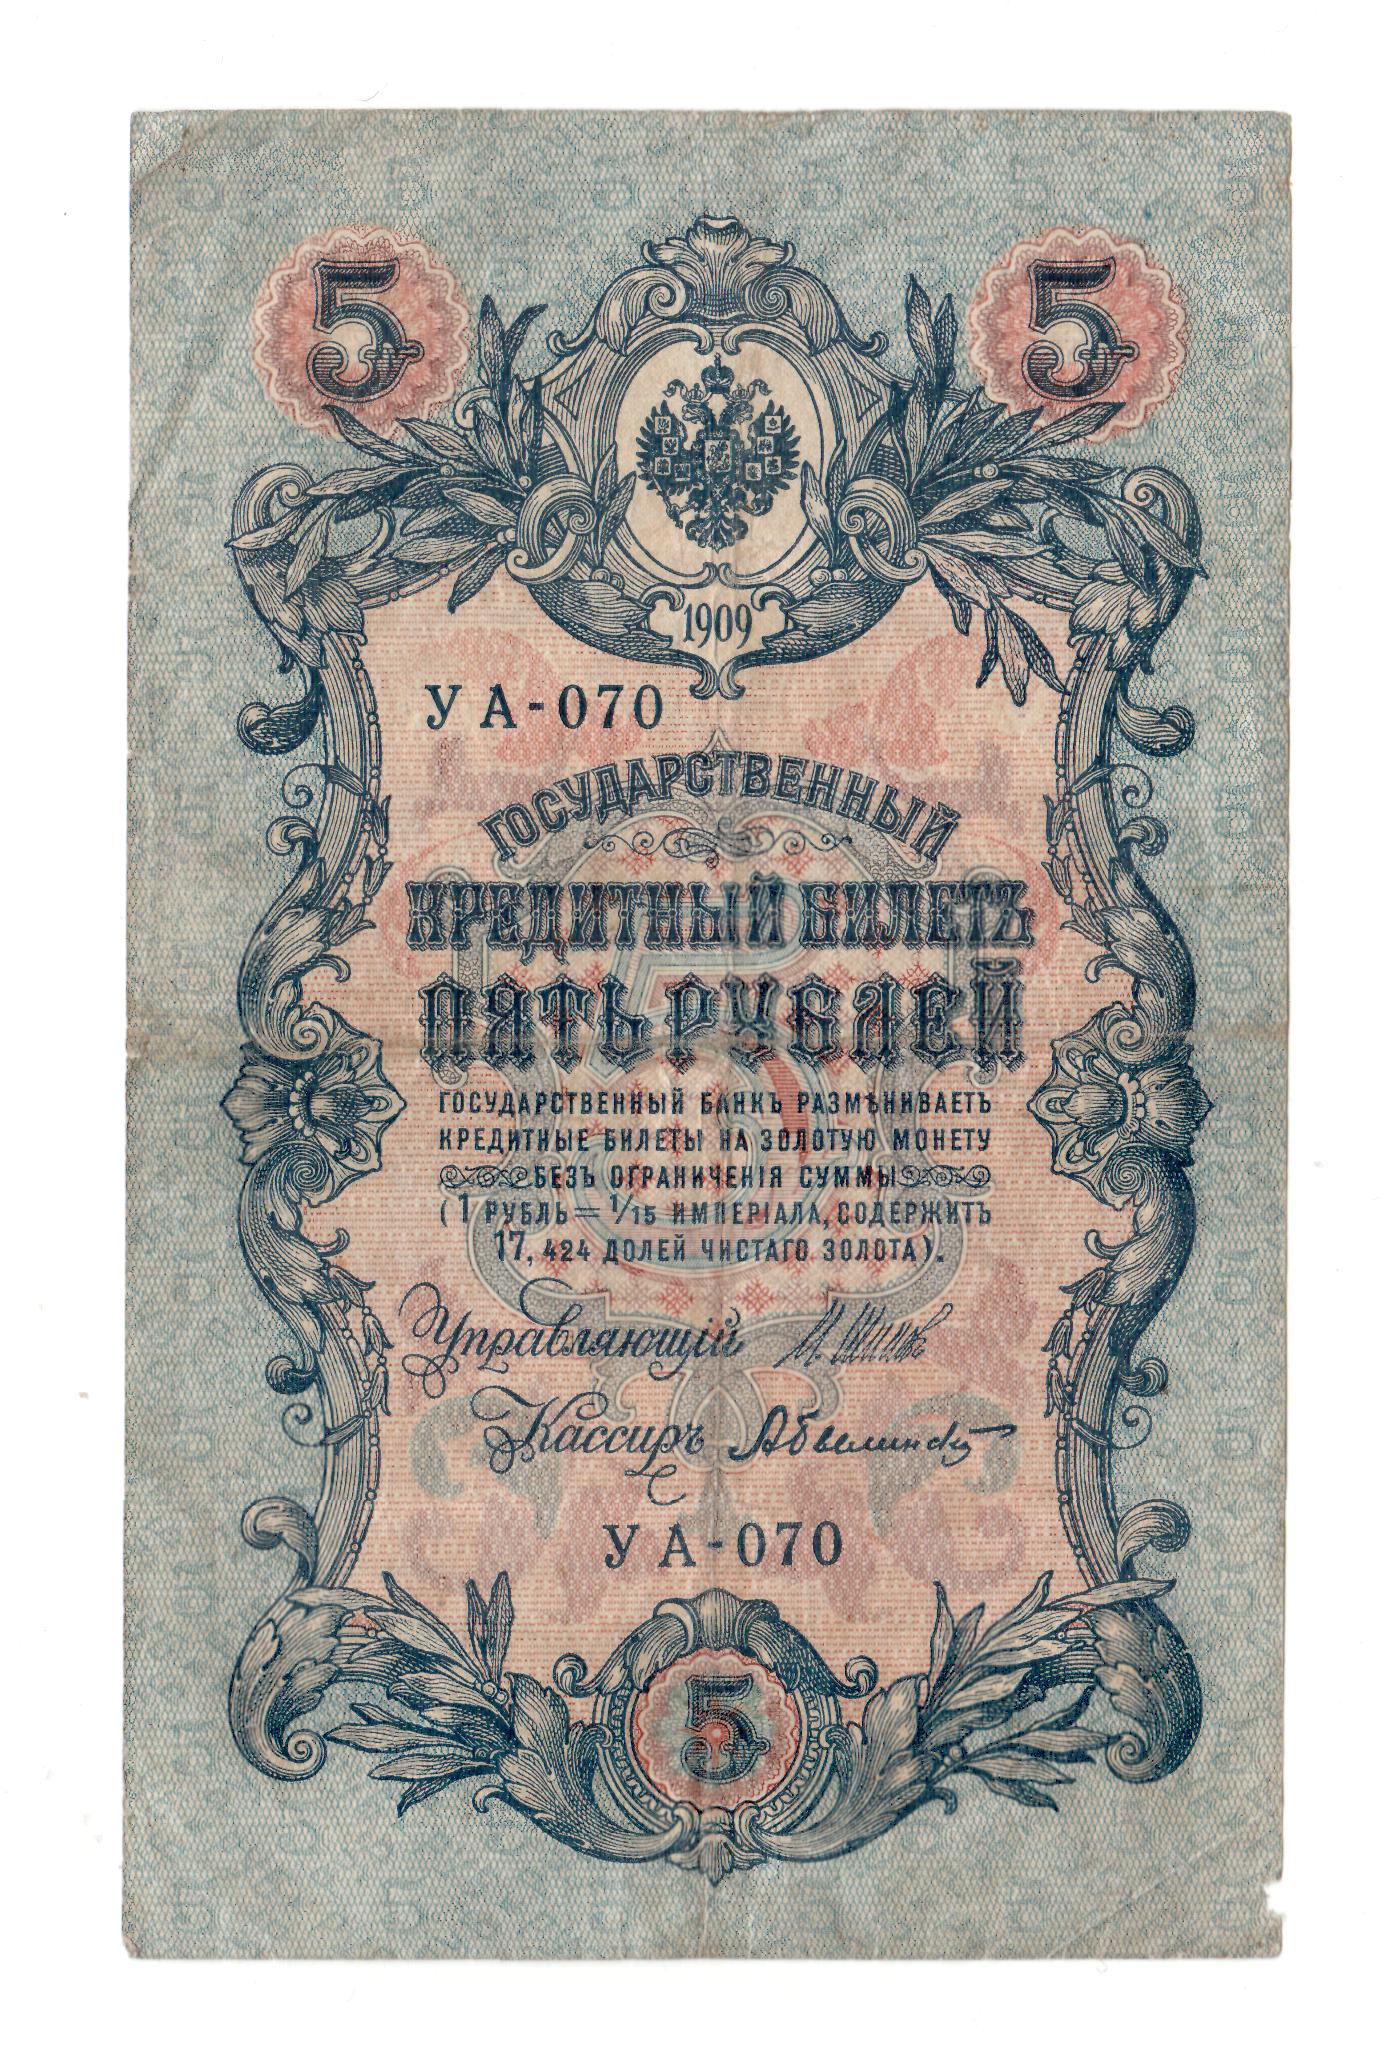 5 5
1909
УА-070
ГОСУДАРСТВЕННЫЙ
КРЕДИТНЫЙ БИЛЕТЪ
ПЯТЬ РУБЛЕЙ
ГОСУДАРСТВЕННЫЙ БАНКЪ РАЗМѢНИВАЕТЪ
КРЕДИТНЫЕ БИЛЕТЫ НА ЗОЛОТУЮ МОНЕТУ
БЕЗЪ ОГРАНИЧЕНІЯ СУММЫ
(1 РУБЛЬ = 1/15 ИМПЕРІАЛА, СОДЕРЖИТЪ
17,424 ДОЛЕЙ ЧИСТАГО ЗОЛОТА).
Управляющій И. Шиповъ
Кассиръ
УА-070
5